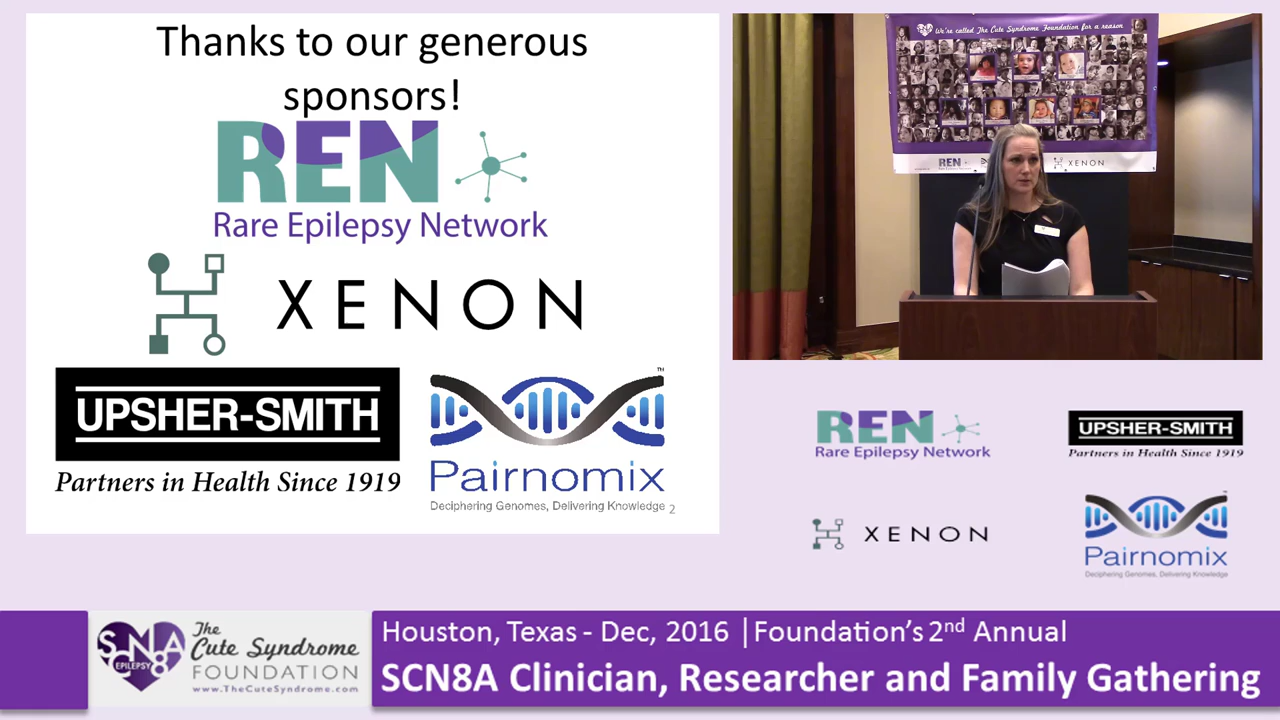 Thanks to our generous
sponsors!
REN
Rare Epilepsy Network
XENON
UPSHER-SMITH
Partners in Health Since 1919
™
Pairnomix
Deciphering Genomes, Delivering Knowledge
2
We're called The Cute Syndrome Foundation for a reason
REN
XENON
REN
Rare Epilepsy Network
UPSHER-SMITH
Partners in Health Since 1919
XENON
Pairnomix
Deciphering Genomes, Delivering Knowledge
SCN8A
EPILEPSY
The
Cute Syndrome
FOUNDATION
www.TheCuteSyndrome.com
Houston, Texas - Dec, 2016 | Foundation's 2nd Annual
SCN8A Clinician, Researcher and Family Gathering